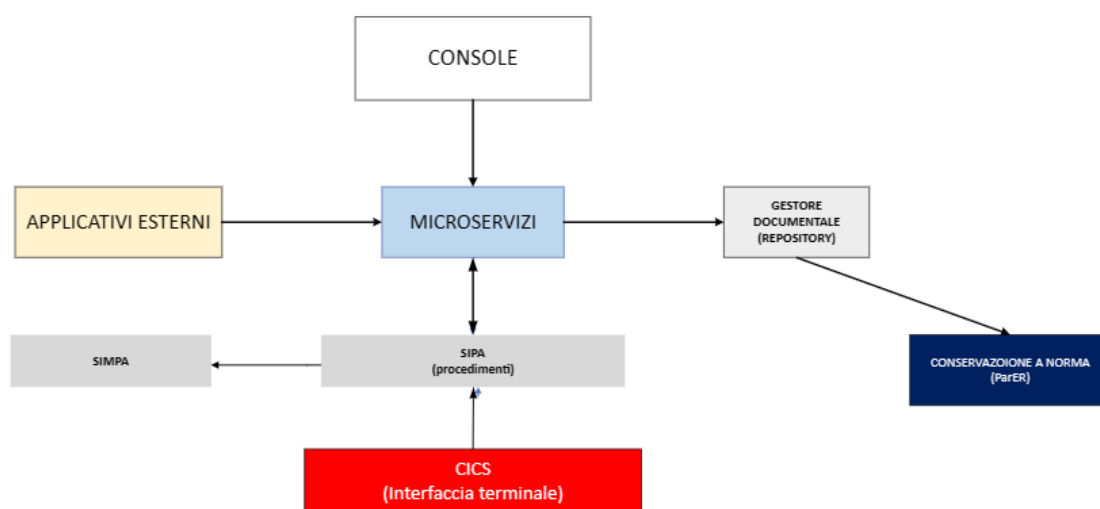 CONSOLE
APPLICATIVI ESTERNI
MICROSERVIZI
GESTORE
DOCUMENTALE
(REPOSITORY)
SIMPA
SIPA
(procedimenti)
CONSERVAZOIONE A NORMA
(ParER)
CICS
(Interfaccia terminale)